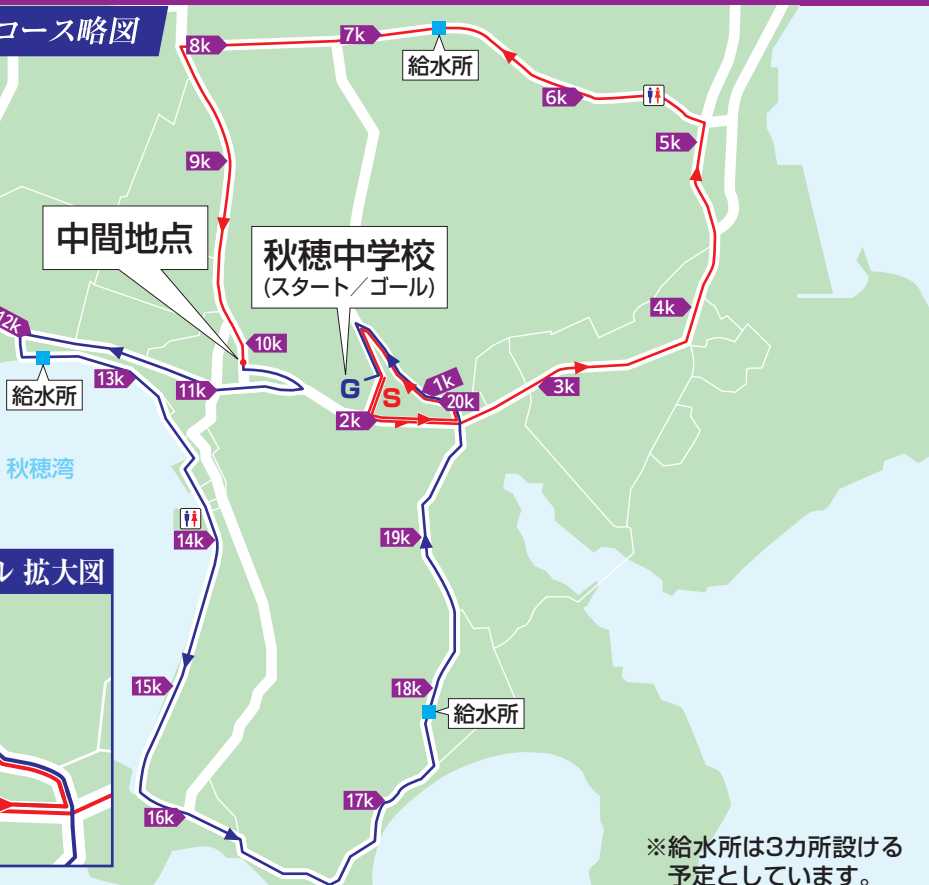 コース略図
8k
7k
給水所
6k
5k
9k
中間地点
秋穂中学校
(スタート／ゴール)
4k
12k
10k
給水所
13k
11k
G
S
1k
20k
3k
2k
秋穂湾
14k
19k
ル 拡大図
15k
18k
給水所
17k
16k
※給水所は3カ所設ける
予定としています。